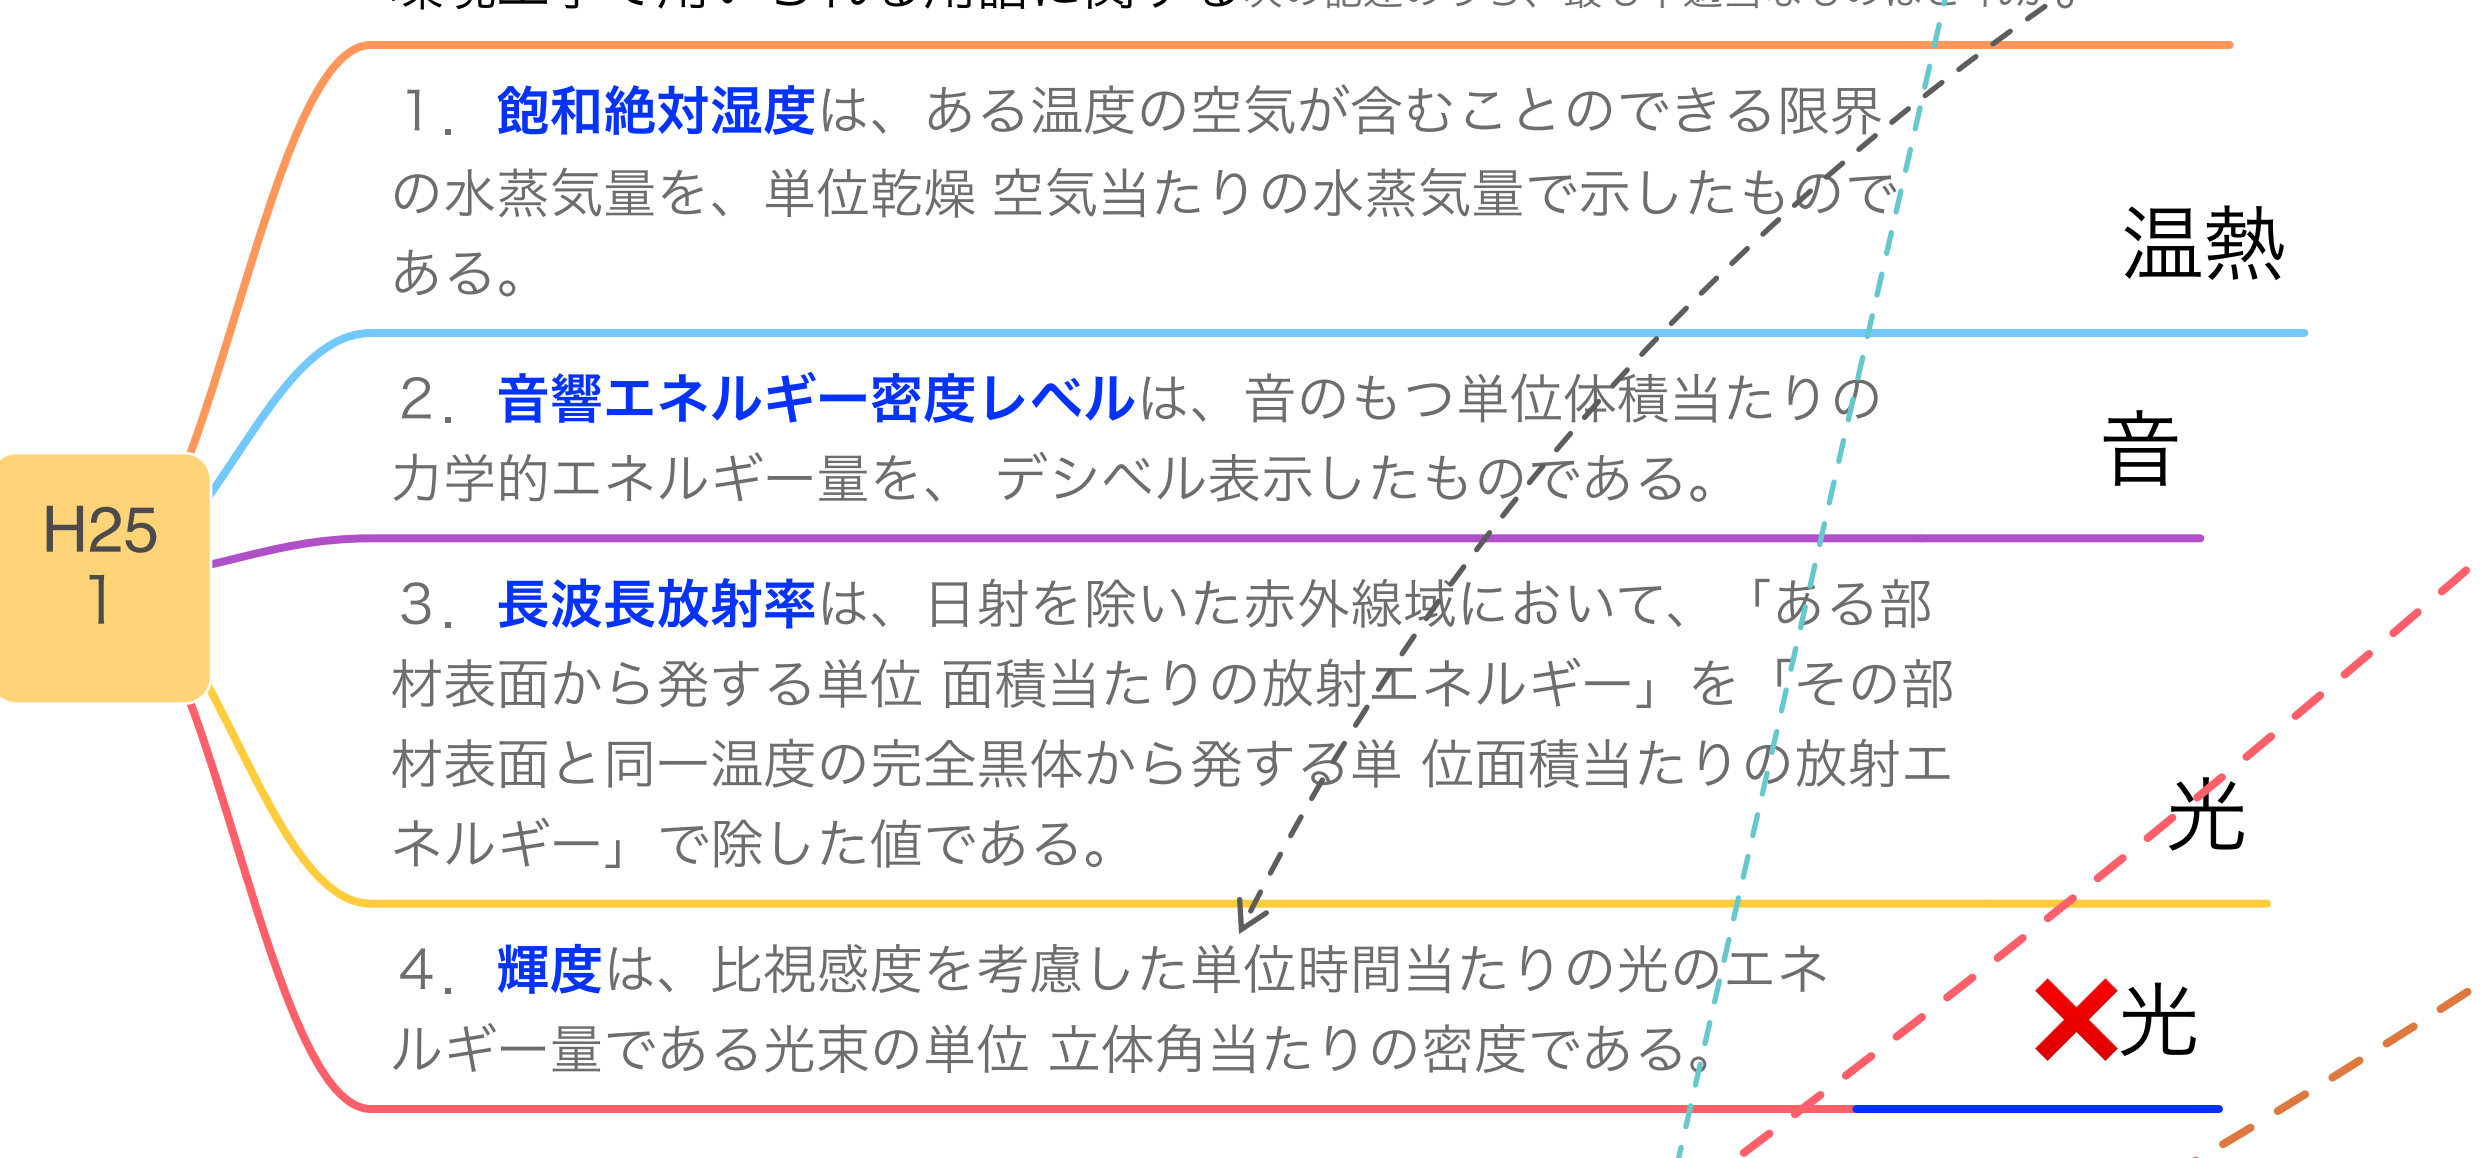 １．飽和絶対湿度は、ある温度の空気が含むことのできる限界
の水蒸気量を、単位乾燥 空気当たりの水蒸気量で示したもので
ある。
温熱
２．音響エネルギー密度レベルは、音のもつ単位体積当たりの
力学的エネルギー量を、 デシベル表示したものである。
音
H25
1
３．長波長放射率は、日射を除いた赤外線域において、「ある部
材表面から発する単位 面積当たりの放射エネルギー」を「その部
材表面と同一温度の完全黒体から発する単 位面積当たりの放射エ
ネルギー」で除した値である。
光
４．輝度は、比視感度を考慮した単位時間当たりの光のエネ
ルギー量である光束の単位 立体角当たりの密度である。
❌光